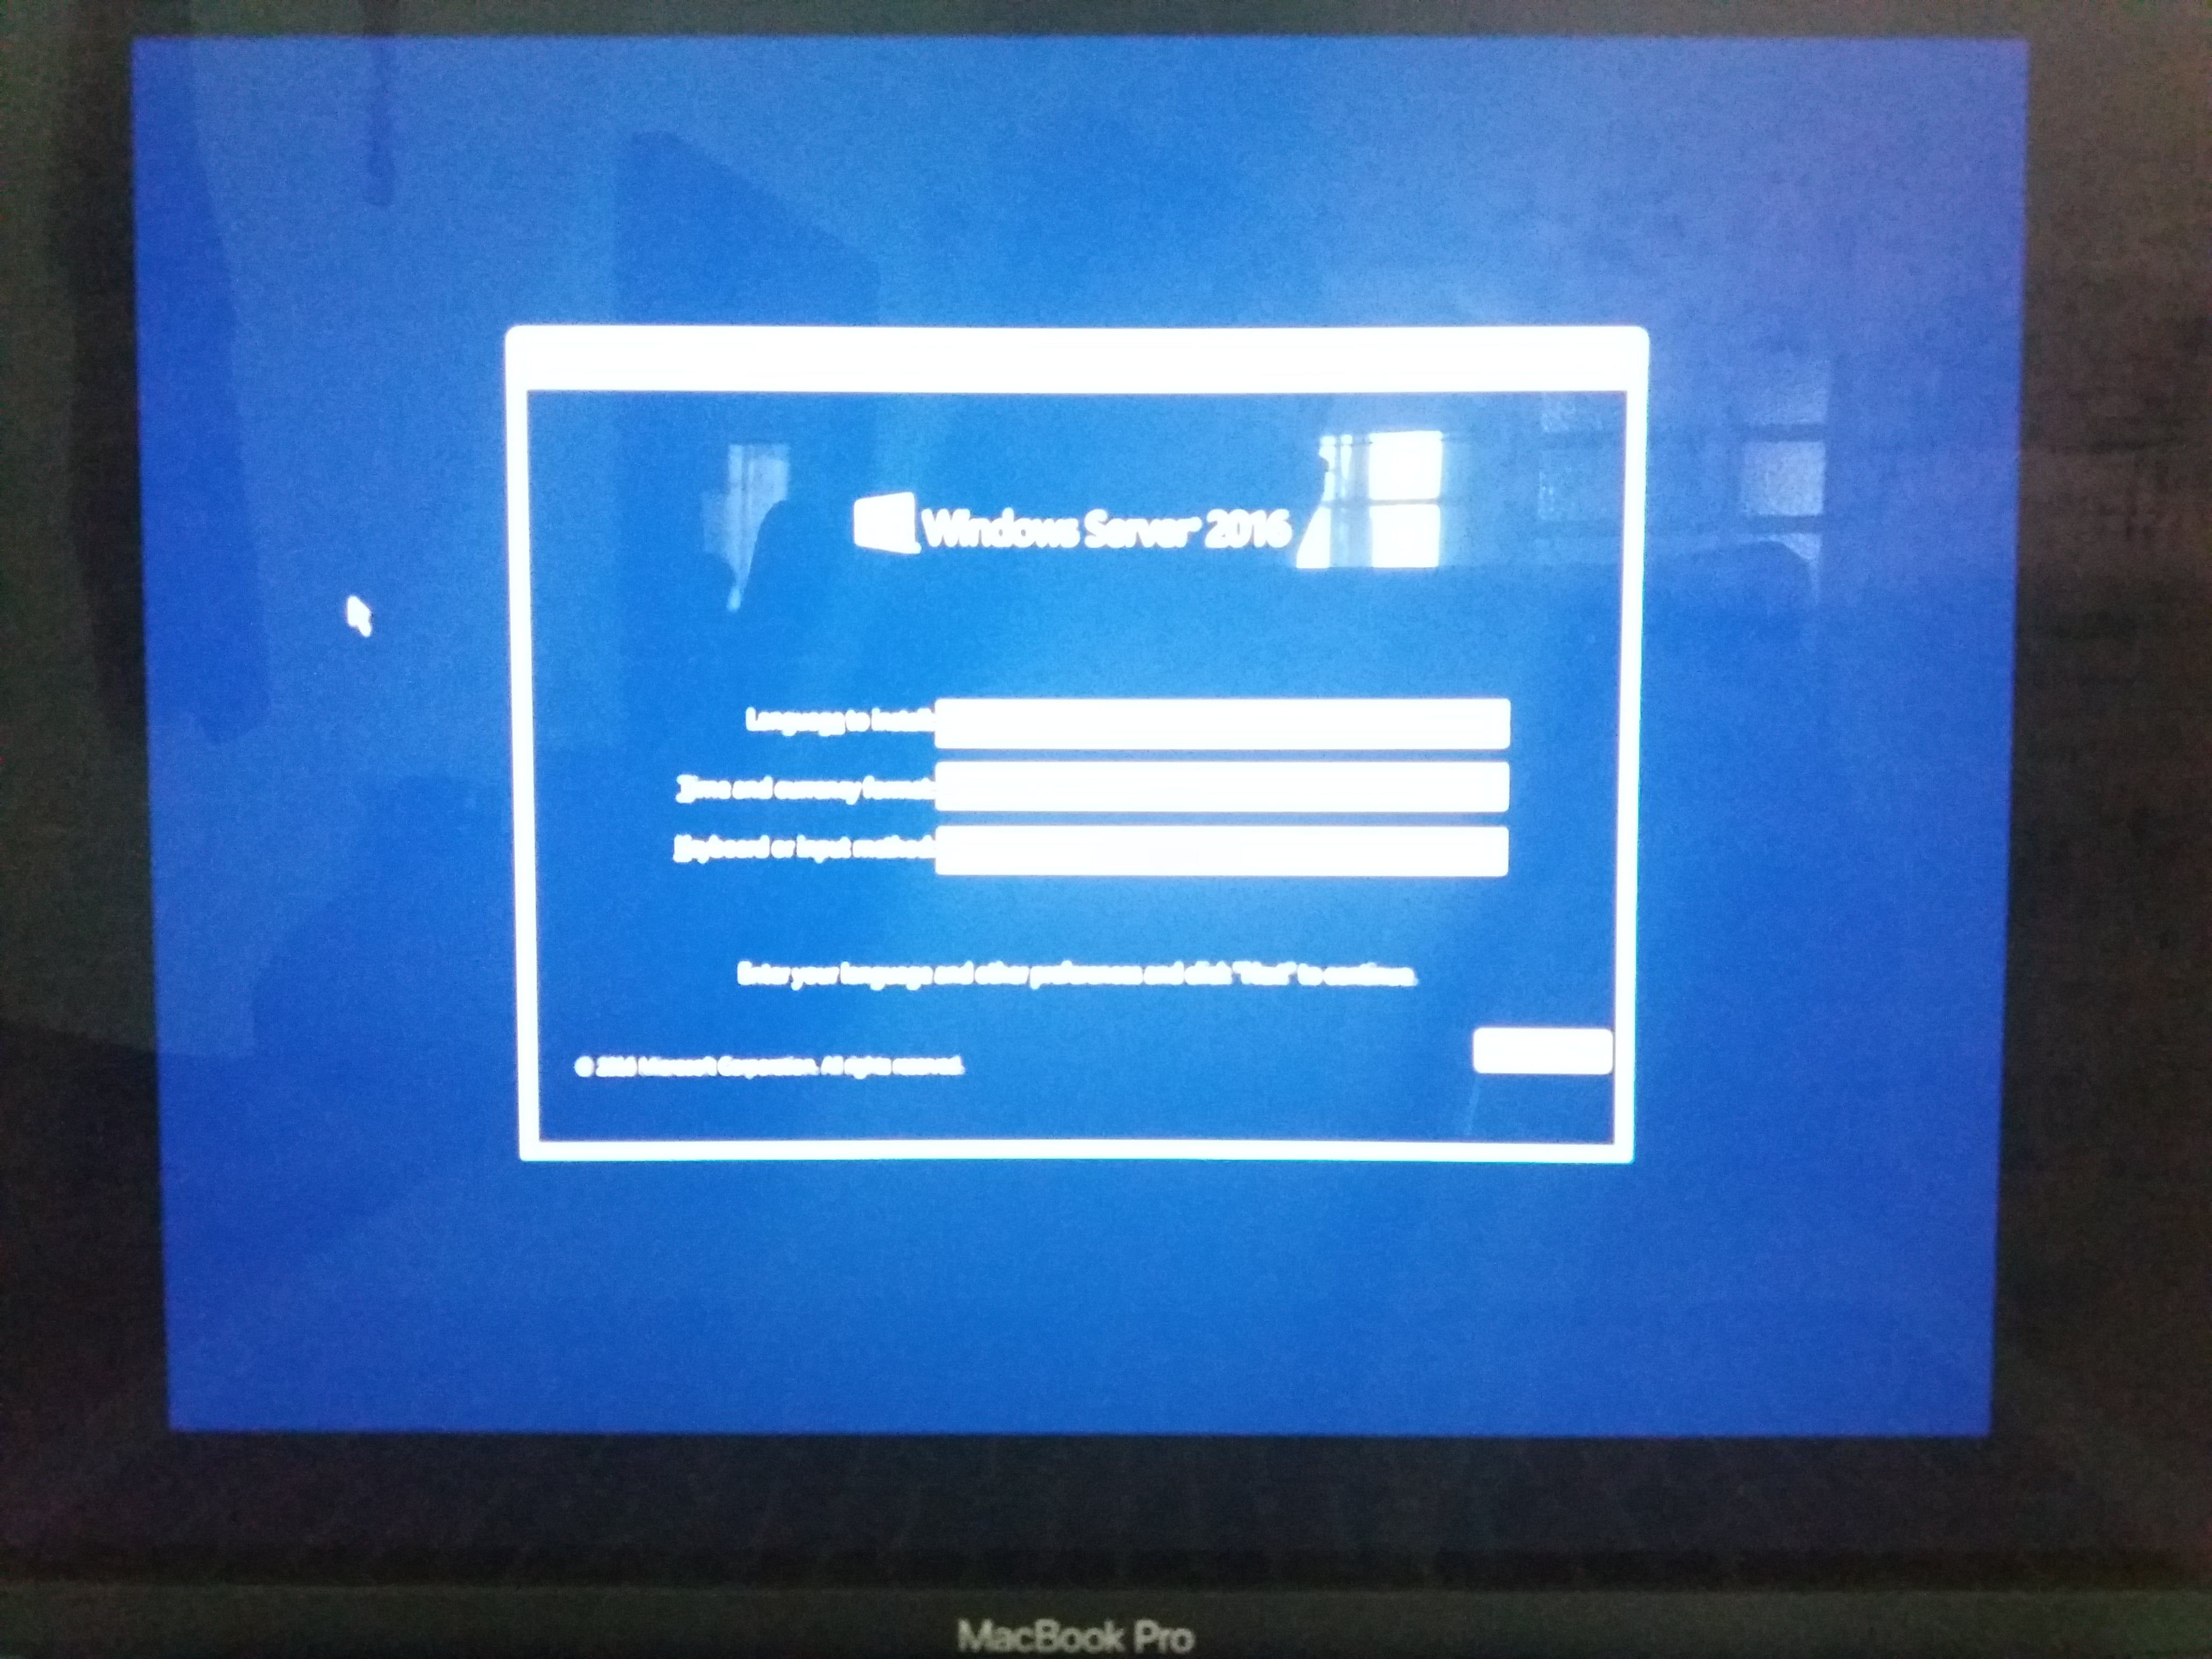 Windows Server® 2016
Language to install:
Time and currency format:
Keyboard or input method:
Enter your language and other preferences and click "Next" to continue.
© 2016 Microsoft Corporation. All rights reserved.
MacBook Pro